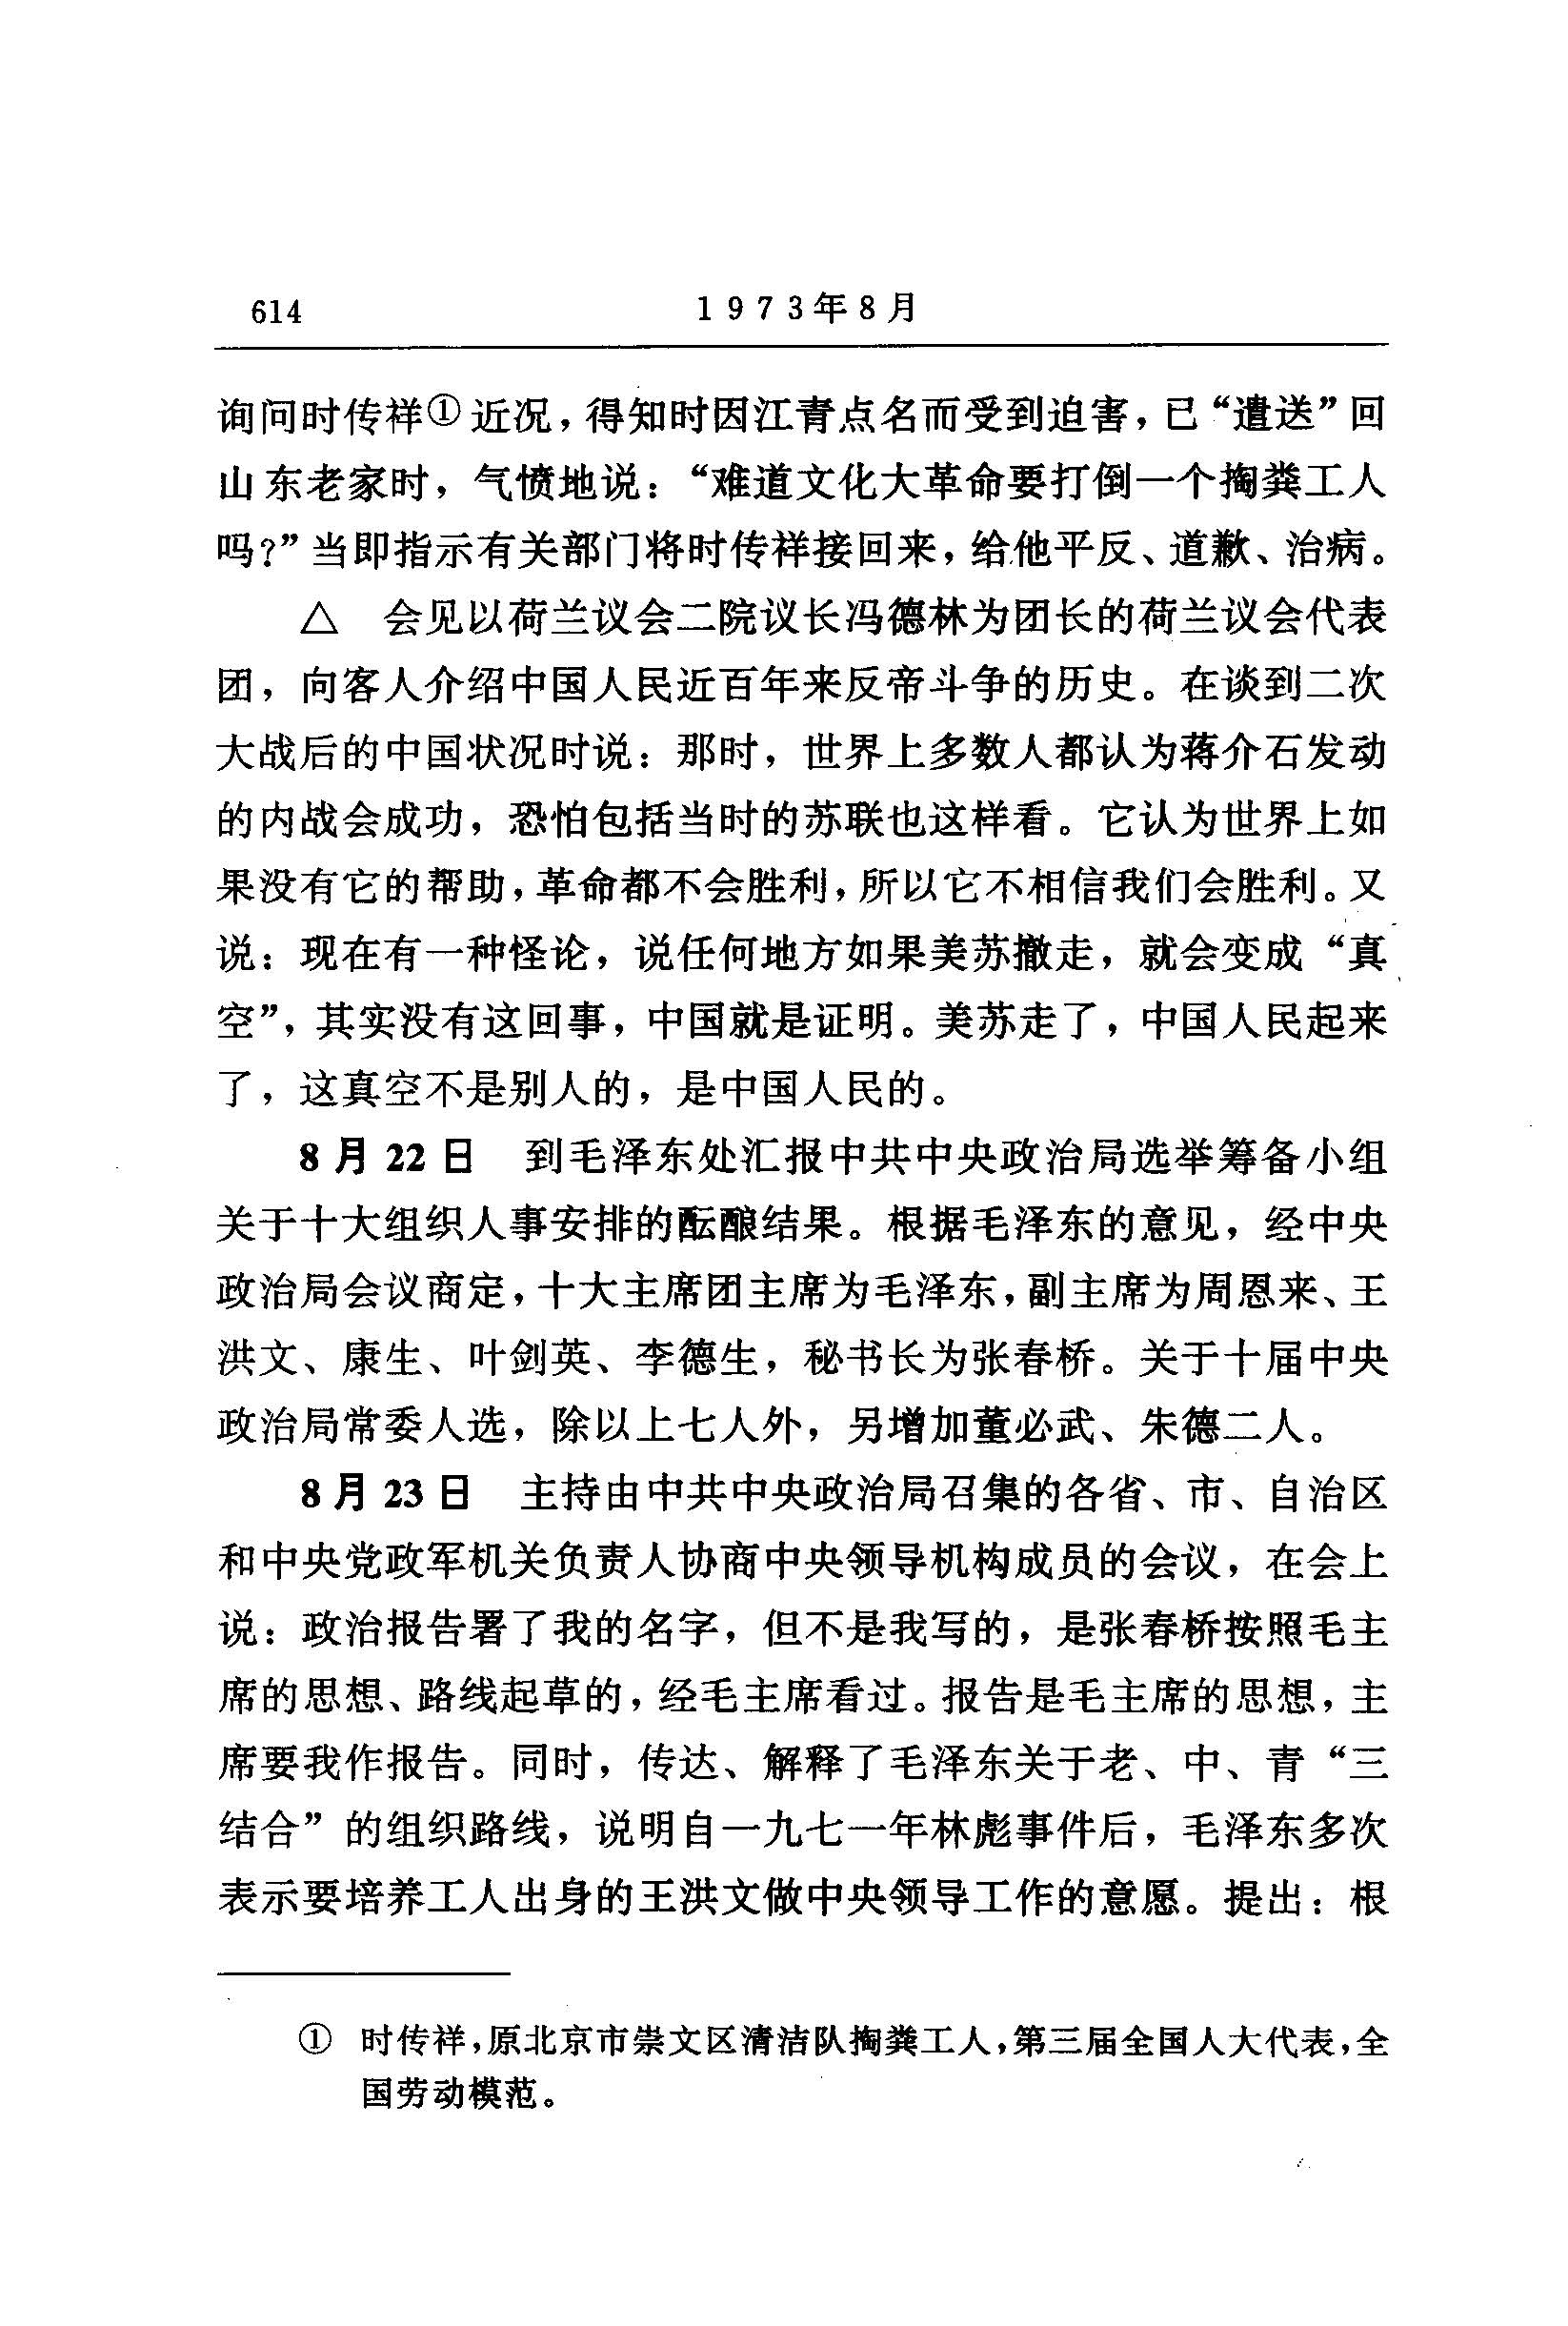 614
1973年8月
询问时传祥①近况，得知时因江青点名而受到迫害，已“遣送”回
山东老家时，气愤地说：“难道文化大革命要打倒一个掏粪工人
吗？”当即指示有关部门将时传祥接回来，给他平反、道歉、治病。
△　会见以荷兰议会二院议长冯德林为团长的荷兰议会代表
团，向客人介绍中国人民近百年来反帝斗争的历史。在谈到二次
大战后的中国状况时说：那时，世界上多数人都认为蒋介石发动
的内战会成功，恐怕包括当时的苏联也这样看。它认为世界上如
果没有它的帮助，革命都不会胜利，所以它不相信我们会胜利。又
说：现在有一种怪论，说任何地方如果美苏撤走，就会变成“真
空”，其实没有这回事，中国就是证明。美苏走了，中国人民起来
了，这真空不是别人的，是中国人民的。
8月22日　到毛泽东处汇报中共中央政治局选举筹备小组
关于十大组织人事安排的酝酿结果。根据毛泽东的意见，经中央
政治局会议商定，十大主席团主席为毛泽东，副主席为周恩来、王
洪文、康生、叶剑英、李德生，秘书长为张春桥。关于十届中央
政治局常委人选，除以上七人外，另增加董必武、朱德二人。
8月23日　主持由中共中央政治局召集的各省、市、自治区
和中央党政军机关负责人协商中央领导机构成员的会议，在会上
说：政治报告署了我的名字，但不是我写的，是张春桥按照毛主
席的思想、路线起草的，经毛主席看过。报告是毛主席的思想，主
席要我作报告。同时，传达、解释了毛泽东关于老、中、青“三
结合”的组织路线，说明自一九七一年林彪事件后，毛泽东多次
表示要培养工人出身的王洪文做中央领导工作的意愿。提出：根
①　时传祥，原北京市崇文区清洁队掏粪工人，第三届全国人大代表，全
国劳动模范。